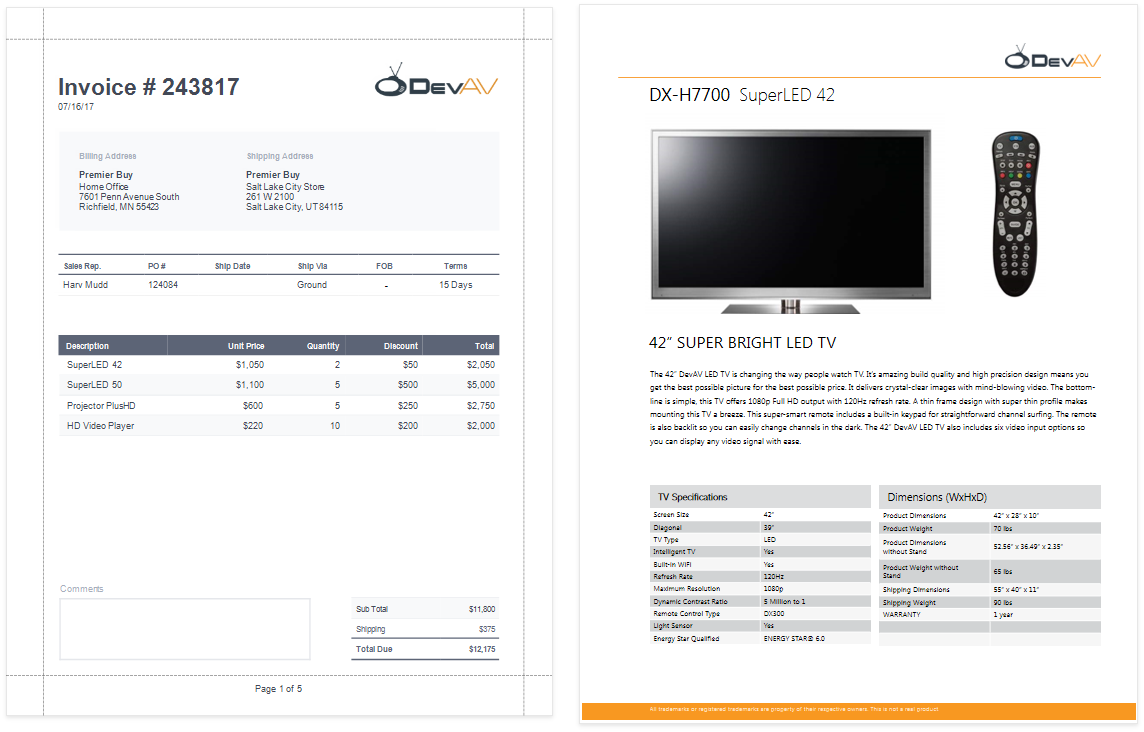 Invoice # 243817
07/16/17
DevAV
Billing Address
Premier Buy
Home Office
7601 Penn Avenue South
Richfield, MN 55423
Shipping Address
Premier Buy
Salt Lake City Store
261 W 2100
Salt Lake City, UT 84115
Sales Rep. PO # Ship Date Ship Via FOB Terms
Harv Mudd 124084 Ground - 15 Days
Description Unit Price Quantity Discount Total
SuperLED 42 $1,050 2 $50 $2,050
SuperLED 50 $1,100 5 $500 $5,000
Projector PlusHD $600 5 $250 $2,750
HD Video Player $220 10 $200 $2,000
Comments
Sub Total $11,800
Shipping $375
Total Due $12,175
Page 1 of 5
DevAV
DX-H7700 SuperLED 42
42" SUPER BRIGHT LED TV
The 42" DevAV LED TV is changing the way people watch TV. It's amazing build quality and high precision design means you
get the best possible picture for the best possible price. It delivers crystal-clear images with mind-blowing video. The bottom-
line is simple, this TV offers 1080p Full HD output with 120Hz refresh rate. A thin frame design with super thin profile makes
mounting this TV a breeze. This super-smart remote includes a built-in keypad for straightforward channel surfing. The remote
is also backlit so you can easily change channels in the dark. The 42" DevAV LED TV also includes six video input options so
you can display any video signal with ease.
TV Specifications
Screen Size 42"
Diagonel 39"
TV Type LED
Intelligent TV Yes
Built-in WiFi Yes
Refresh Rate 120Hz
Maximum Resolution 1080p
Dynamic Contrast Ratio 5 Million to 1
Remote Control Type DX300
Light Sensor Yes
Energy Star Qualified ENERGY STAR® 6.0
Dimensions (WxHxD)
Product Dimensions 42" x 28" x 10"
Product Weight 70 lbs
Product Dimensions
without Stand 52.56" x 36.49" x 2.35"
Product Weight without
Stand 65 lbs
Shipping Dimensions 55" x 40" x 11"
Shipping Weight 90 lbs
WARRANTY 1 year
All trademarks or registered trademarks are property of their respective owners. This is not a real product